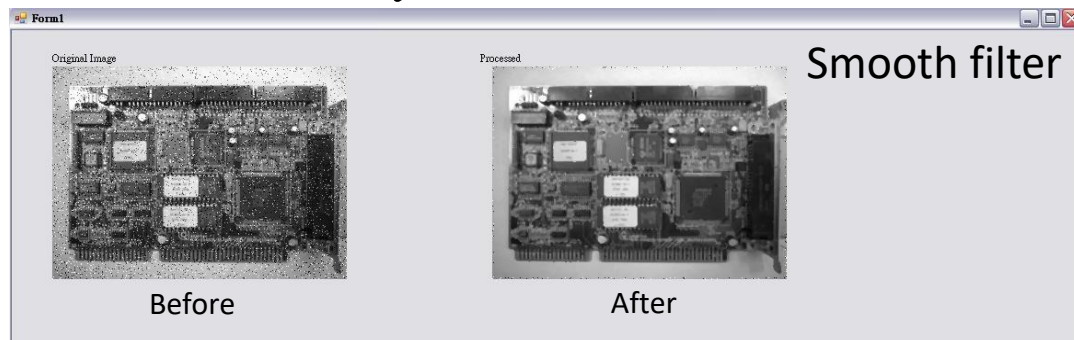 Form1
Original Image
Processed
Smooth filter
Before
After